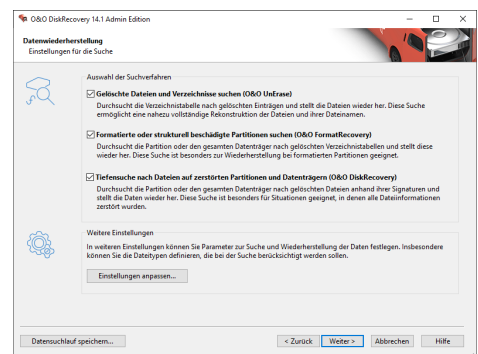 O&O DiskRecovery 14.1 Admin Edition
Datenwiederherstellung
Einstellungen für die Suche
Auswahl der Suchverfahren
Gelöschte Dateien und Verzeichnisse suchen (O&O UnErase)
Durchsucht die Verzeichnistabelle nach gelöschten Einträgen und stellt die Dateien wieder her. Diese Suche
ermöglicht eine nahezu vollständige Rekonstruktion der Dateien und ihrer Dateinamen.
Formatierte oder strukturell beschädigte Partitionen suchen (O&O FormatRecovery)
Durchsucht die Partition oder den gesamten Datenträger nach gelöschten Verzeichnistabellen und stellt diese
wieder her. Diese Suche ist besonders zur Wiederherstellung bei formatierten Partitionen geeignet.
Tiefensuche nach Dateien auf zerstörten Partitionen und Datenträgern (O&O DiskRecovery)
Durchsucht die Partition oder den gesamten Datenträger nach gelöschten Dateien anhand ihrer Signaturen und
stellt die Daten wieder her. Diese Suche ist besonders für Situationen geeignet, in denen alle Dateiinformationen
zerstört wurden.
Weitere Einstellungen
In weiteren Einstellungen können Sie Parameter zur Suche und Wiederherstellung der Daten festlegen. Insbesondere
können Sie die Dateitypen definieren, die bei der Suche berücksichtigt werden sollen.
Einstellungen anpassen...
Datensuchlauf speichern...
< Zurück
Weiter >
Abbrechen
Hilfe